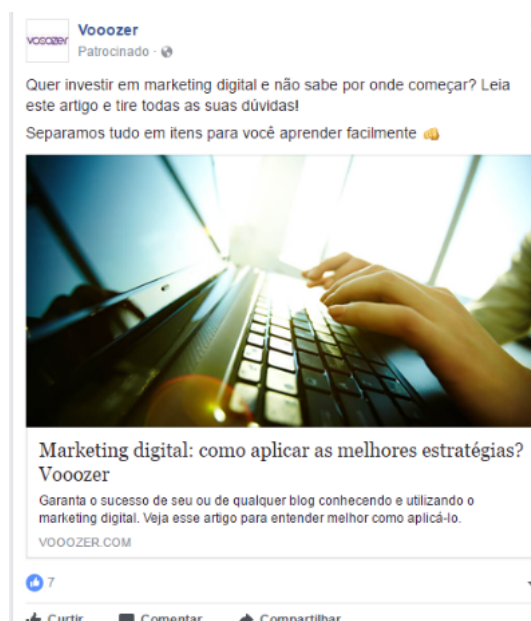 vooozer
Vooozer
Patrocinado ·
Quer investir em marketing digital e não sabe por onde começar? Leia
este artigo e tire todas as suas dúvidas!
Separamos tudo em itens para você aprender facilmente 👊
Marketing digital: como aplicar as melhores estratégias?
Vooozer
Garanta o sucesso de seu ou de qualquer blog conhecendo e utilizando o
marketing digital. Veja esse artigo para entender melhor como aplicá-lo.
VOOOZER.COM
7
Curtir Comentar Compartilhar